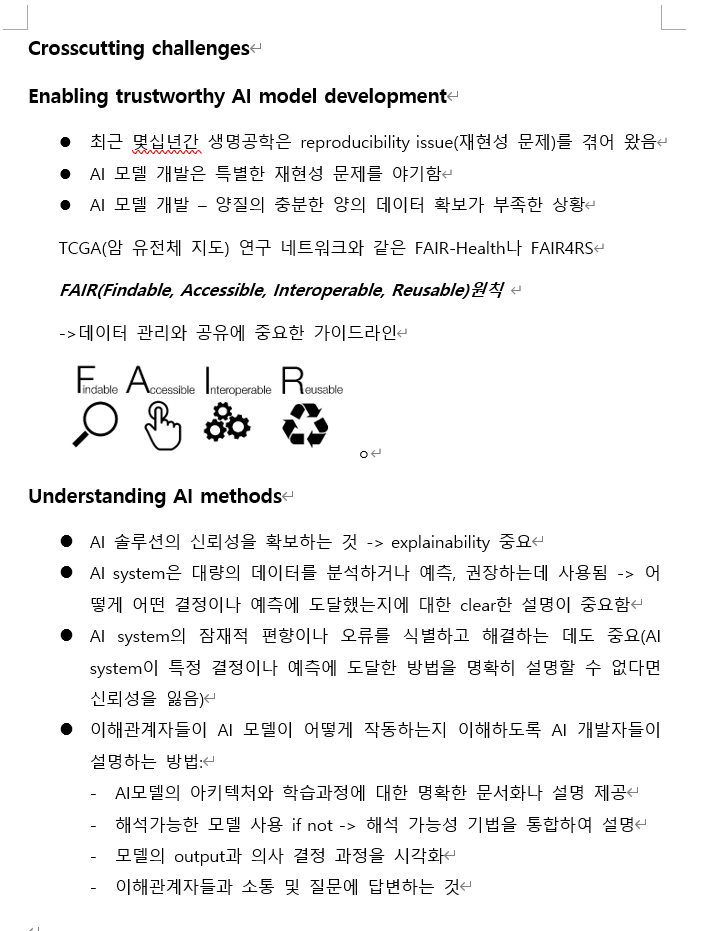 Crosscutting challenges
Enabling trustworthy AI model development
● 최근 몇십년간 생명공학은 reproducibility issue(재현성 문제)를 겪어 왔음
● AI 모델 개발은 특별한 재현성 문제를 야기함
● AI 모델 개발 – 양질의 충분한 양의 데이터 확보가 부족한 상황
TCGA(암 유전체 지도) 연구 네트워크와 같은 FAIR-Health나 FAIR4RS
FAIR(Findable, Accessible, Interoperable, Reusable)원칙
->데이터 관리와 공유에 중요한 가이드라인
Findable Accessible Interoperable Reusable
Understanding AI methods
● AI 솔루션의 신뢰성을 확보하는 것 -> explainability 중요
● AI system은 대량의 데이터를 분석하거나 예측, 권장하는데 사용됨 -> 어
떻게 어떤 결정이나 예측에 도달했는지에 대한 clear한 설명이 중요함
● AI system의 잠재적 편향이나 오류를 식별하고 해결하는 데도 중요(AI
system이 특정 결정이나 예측에 도달한 방법을 명확히 설명할 수 없다면
신뢰성을 잃음)
● 이해관계자들이 AI 모델이 어떻게 작동하는지 이해하도록 AI 개발자들이
설명하는 방법:
- AI모델의 아키텍처와 학습과정에 대한 명확한 문서화나 설명 제공
- 해석가능한 모델 사용 if not -> 해석 가능성 기법을 통합하여 설명
- 모델의 output과 의사 결정 과정을 시각화
- 이해관계자들과 소통 및 질문에 답변하는 것